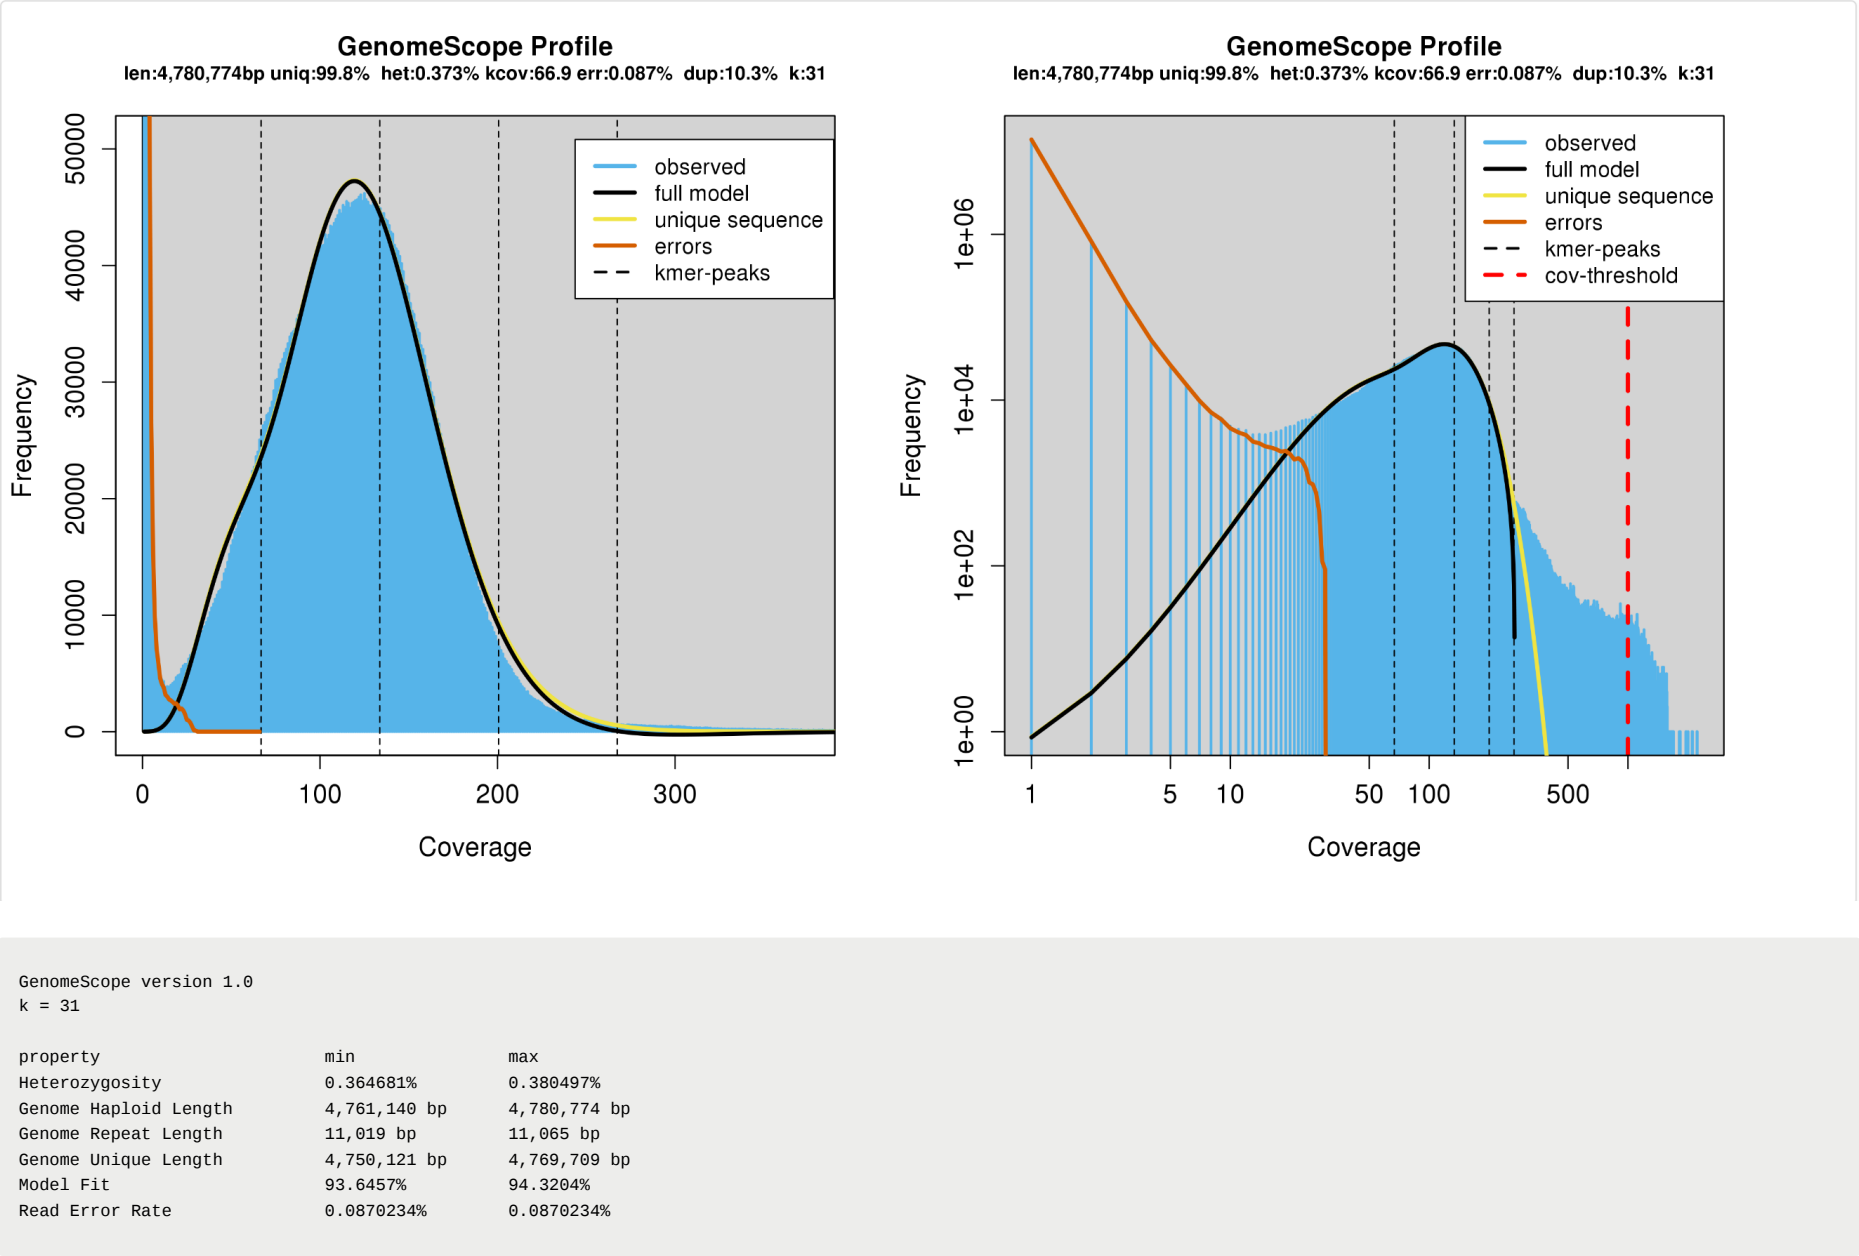 GenomeScope Profile
len:4,780,774bp uniq:99.8% het:0.373% kcov:66.9 err:0.087% dup:10.3% k:31
observed
full model
unique sequence
errors
kmer-peaks
Frequency
0
10000
20000
30000
40000
50000
0 100 200 300
Coverage
GenomeScope Profile
len:4,780,774bp uniq:99.8% het:0.373% kcov:66.9 err:0.087% dup:10.3% k:31
observed
full model
unique sequence
errors
kmer-peaks
cov-threshold
Frequency
1e+00
1e+02
1e+04
1e+06
1 5 10 50 100 500
Coverage
GenomeScope version 1.0
k = 31
property min max
Heterozygosity 0.364681% 0.380497%
Genome Haploid Length 4,761,140 bp 4,780,774 bp
Genome Repeat Length 11,019 bp 11,065 bp
Genome Unique Length 4,750,121 bp 4,769,709 bp
Model Fit 93.6457% 94.3204%
Read Error Rate 0.0870234% 0.0870234%